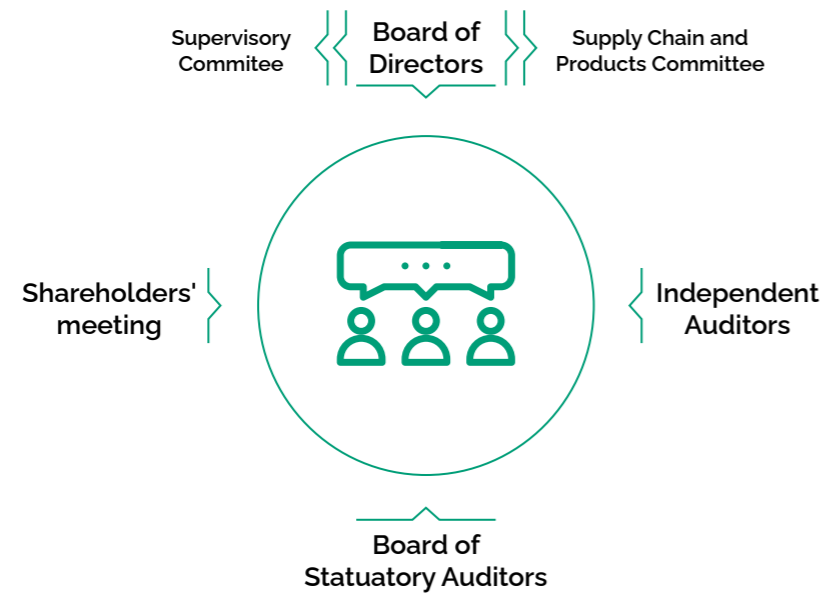 Supervisory
Commitee
Board of
Directors
Supply Chain and
Products Committee
Shareholders'
meeting
Independent
Auditors
Board of
Statuatory Auditors